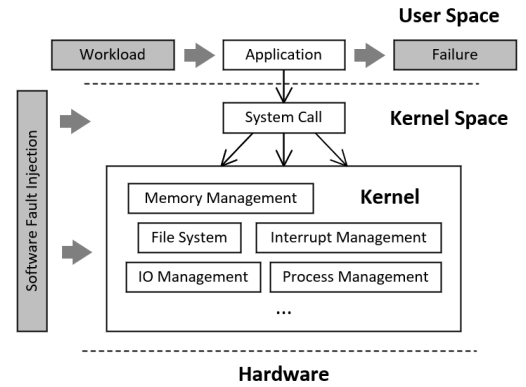 User Space
Workload
Application
Failure
System Call
Kernel Space
Software Fault Injection
Memory Management
Kernel
File System
Interrupt Management
IO Management
Process Management
...
Hardware